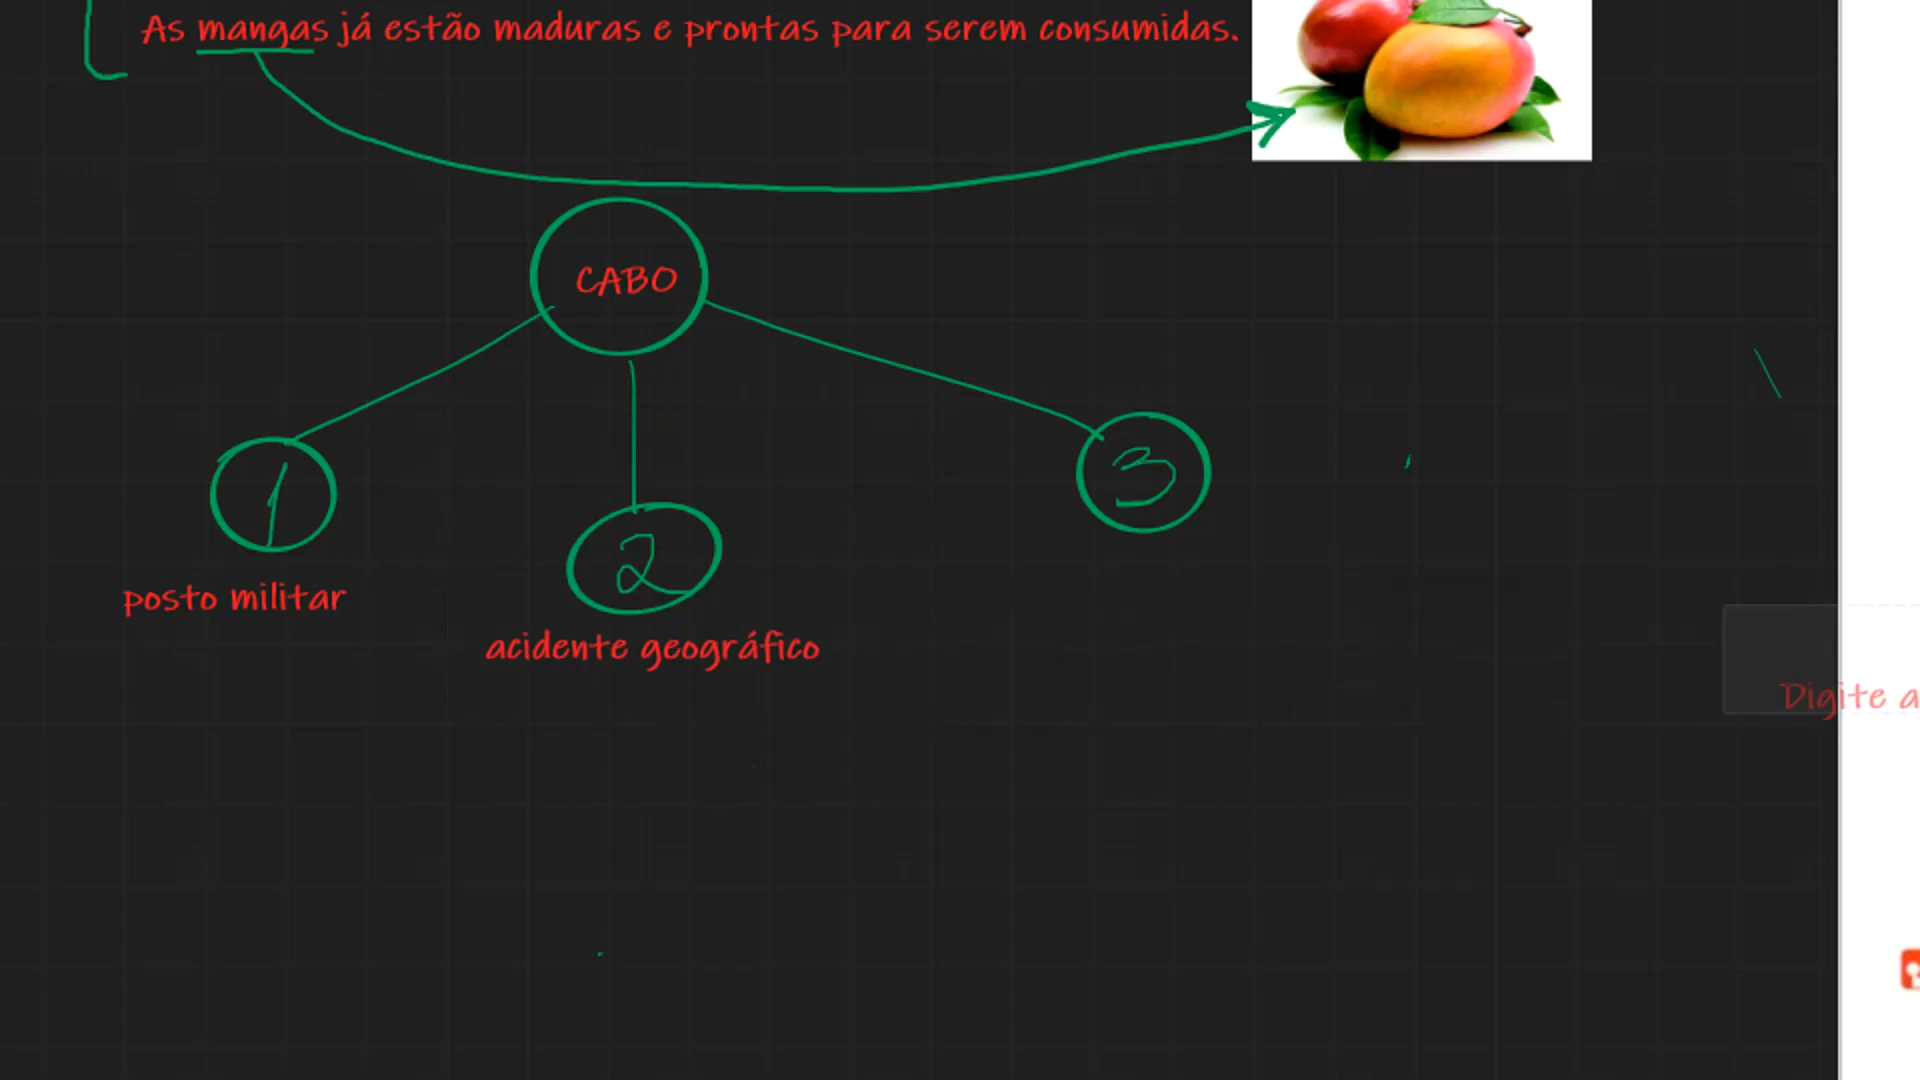 As mangas já estão maduras e prontas para serem consumidas.
CABO
1
2
3
posto militar
acidente geográfico
Digite a